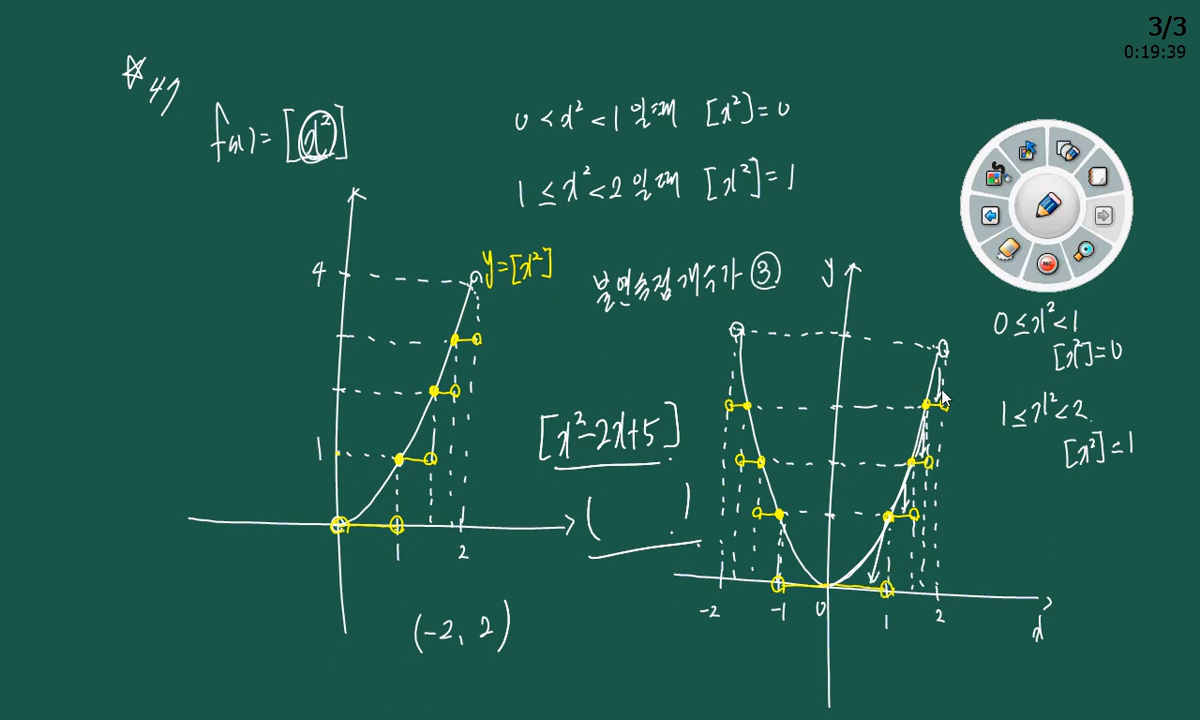 3/3
0:19:39
☆ 47
f(x) = [x²]
0 < x² < 1 일때 [x²] = 0
1 ≤ x² < 2 일때 [x²] = 1
불연속점 개수가 ③
y = [x²]
4
1
1
2
(-2, 2)
[x²-2x+5]
( )
y
-2
-1
0
1
2
x
0 ≤ x² < 1
[x²] = 0
1 ≤ x² < 2
[x²] = 1
REC